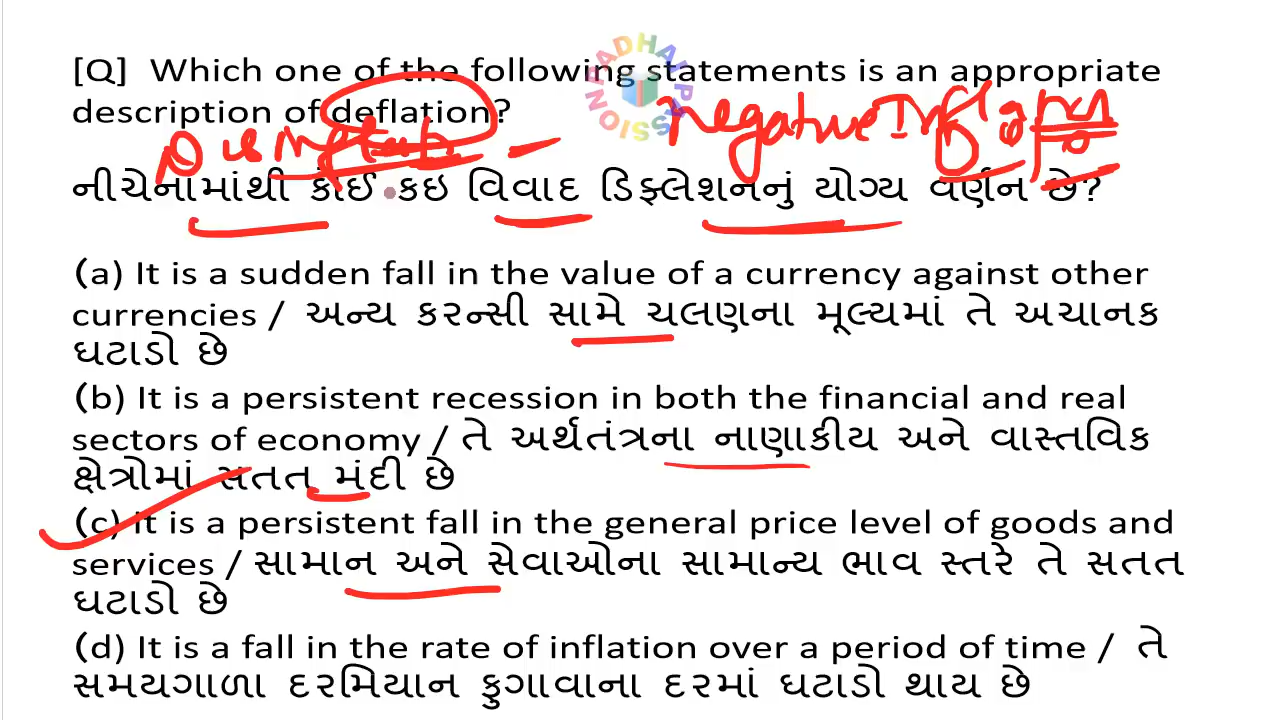 [Q] Which one of the following statements is an appropriate
description of deflation?
Disinflation
negative Inflation
નીચેનામાંથી કોઈ કઇ વિવાદ ડિફ્લેશનનું યોગ્ય વર્ણન છે?
(a) It is a sudden fall in the value of a currency against other
currencies / અન્ય કરન્સી સામે ચલણના મૂલ્યમાં તે અચાનક
ઘટાડો છે
(b) It is a persistent recession in both the financial and real
sectors of economy / તે અર્થતંત્રના નાણાકીય અને વાસ્તવિક
ક્ષેત્રોમાં સતત મંદી છે
(c) It is a persistent fall in the general price level of goods and
services / સામાન અને સેવાઓના સામાન્ય ભાવ સ્તરે તે સતત
ઘટાડો છે
(d) It is a fall in the rate of inflation over a period of time / તે
સમયગાળા દરમિયાન ફુગાવાના દરમાં ઘટાડો થાય છે